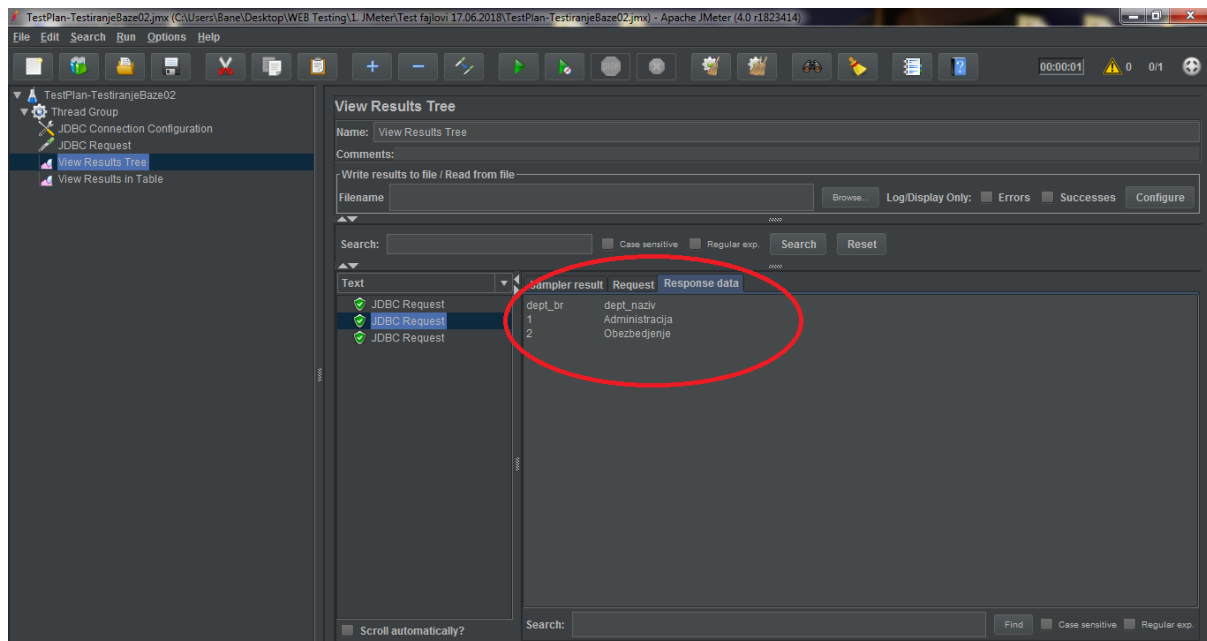 TestPlan-TestiranjeBaze02.jmx (C:\Users\Bane\Desktop\WEB Testing\1. JMeter\Test fajlovi 17.06.2018\TestPlan-TestiranjeBaze02.jmx) - Apache JMeter (4.0 r1823414)
File Edit Search Run Options Help
00:00:01 0 0/1
TestPlan-TestiranjeBaze02
Thread Group
JDBC Connection Configuration
JDBC Request
View Results Tree
View Results in Table
View Results Tree
Name: View Results Tree
Comments:
Write results to file / Read from file
Filename Browse... Log/Display Only: Errors Successes Configure
Search: Case sensitive Regular exp. Search Reset
Text
JDBC Request
JDBC Request
JDBC Request
Scroll automatically?
Sampler result Request Response data
dept_br dept_naziv
1 Administracija
2 Obezbedjenje
Search: Find Case sensitive Regular exp.